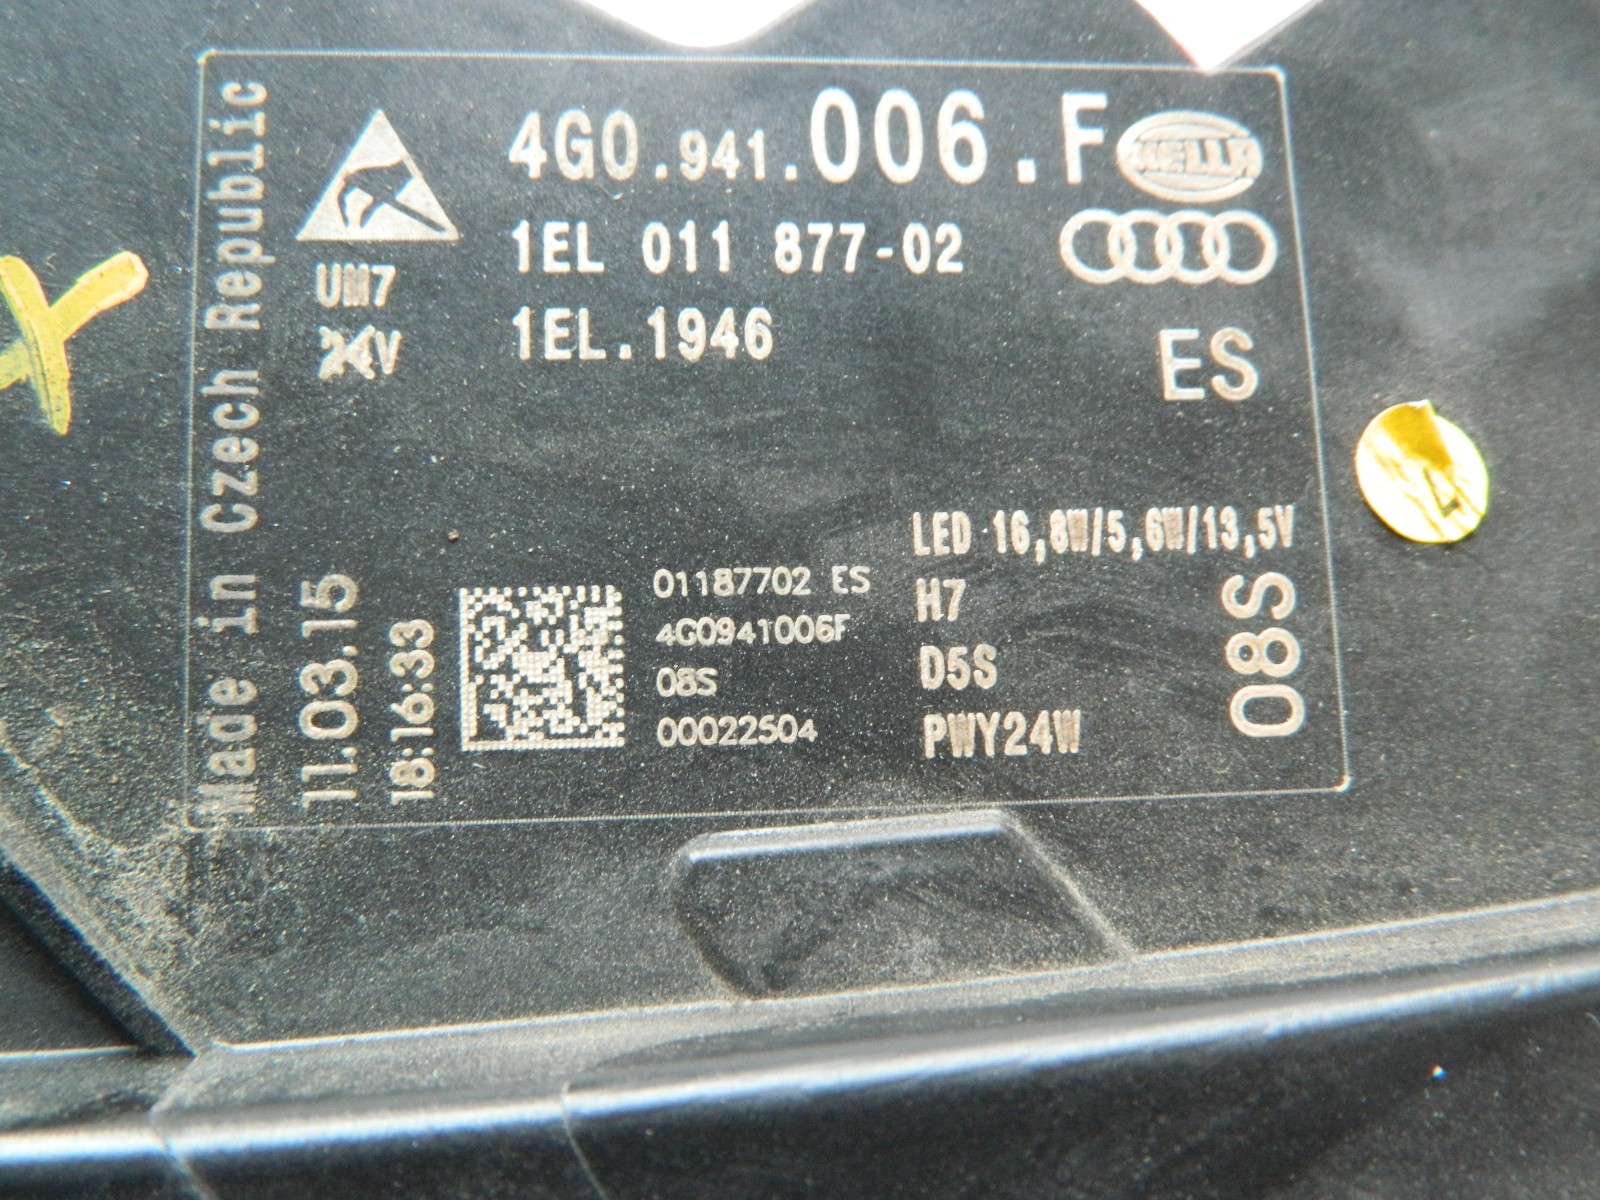 Made in Czech Republic
4G0.941.006.F
HELLA
1EL 011 877-02
UM7
24V
1EL.1946
ES
11.03.15
18:16:33
LED 16,8W/5,6W/13,5V
H7
D5S
PWY24W
08S
01187702 ES
4G0941006F
08S
00022504